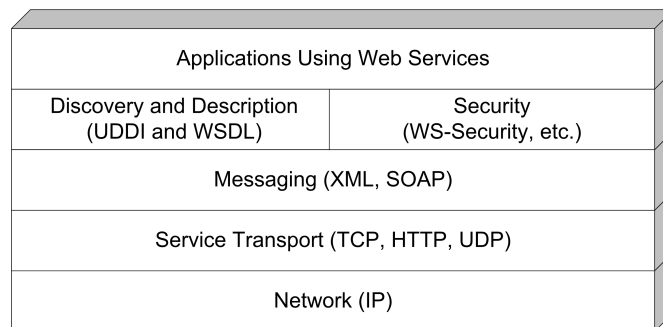 Applications Using Web Services
Discovery and Description
(UDDI and WSDL)
Security
(WS-Security, etc.)
Messaging (XML, SOAP)
Service Transport (TCP, HTTP, UDP)
Network (IP)